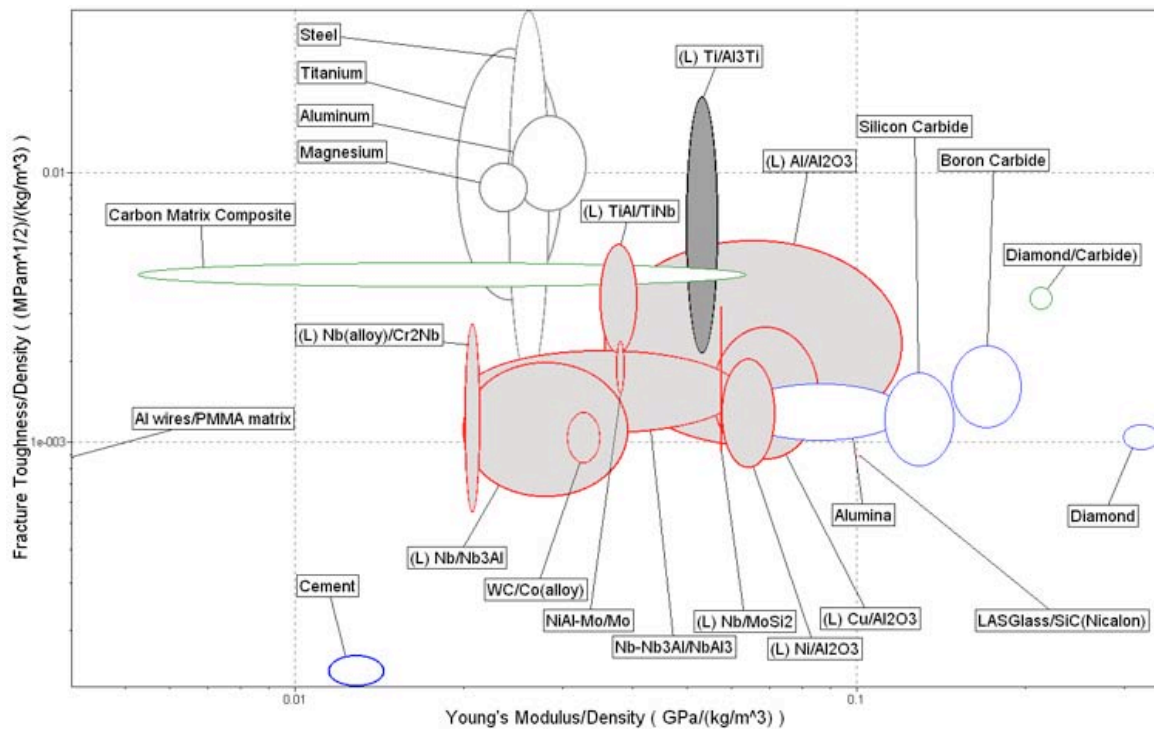 Steel
(L) Ti/Al3Ti
Titanium
Silicon Carbide
Aluminum
Boron Carbide
Magnesium
(L) Al/Al2O3
0.01
Carbon Matrix Composite
(L) TiAl/TiNb
Diamond/Carbide)
(L) Nb(alloy)/Cr2Nb
Al wires/PMMA matrix
1e-003
Alumina
Diamond
(L) Nb/Nb3Al
Cement
WC/Co(alloy)
NiAl-Mo/Mo
(L) Nb/MoSi2
(L) Cu/Al2O3
LASGlass/SiC(Nicalon)
Nb-Nb3Al/NbAl3
(L) Ni/Al2O3
0.01
0.1
Young's Modulus/Density ( GPa/(kg/m^3) )
Fracture Toughness/Density ( (MPam^1/2)/(kg/m^3) )